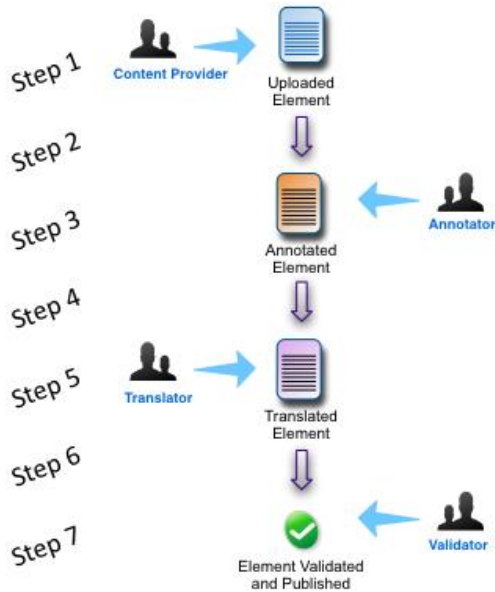 Step 1
Content Provider
Uploaded
Element
Step 2
Step 3
Annotator
Annotated
Element
Step 4
Step 5
Translator
Translated
Element
Step 6
Step 7
Validator
Element Validated
and Published